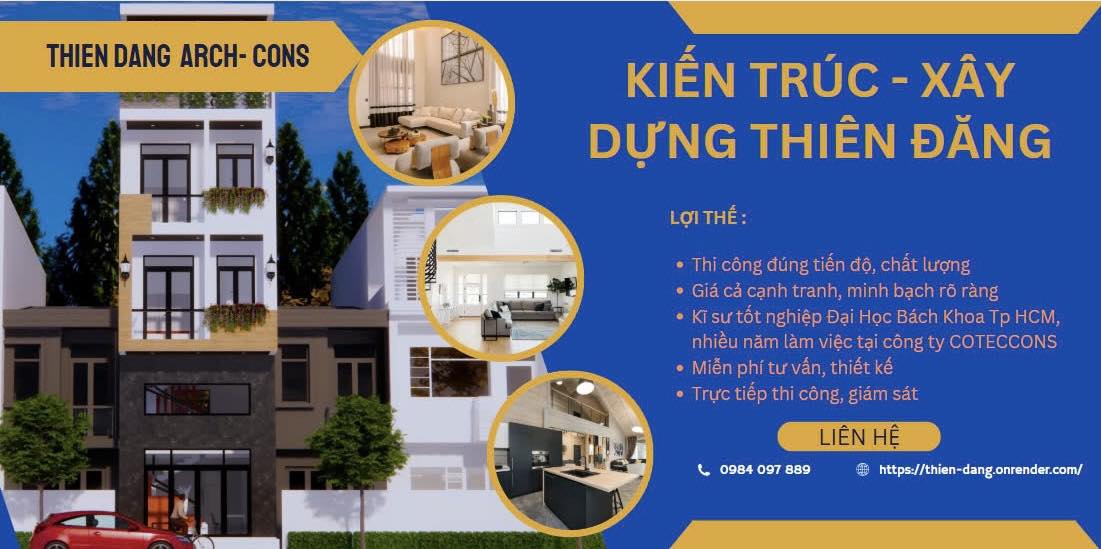 THIEN DANG ARCH- CONS
KIẾN TRÚC - XÂY
DỰNG THIÊN ĐĂNG
LỢI THẾ :
• Thi công đúng tiến độ, chất lượng
• Giá cả cạnh tranh, minh bạch rõ ràng
• Kĩ sư tốt nghiệp Đại Học Bách Khoa Tp HCM,
nhiều năm làm việc tại công ty COTECCONS
• Miễn phí tư vấn, thiết kế
• Trực tiếp thi công, giám sát
LIÊN HỆ
0984 097 889
https://thien-dang.onrender.com/